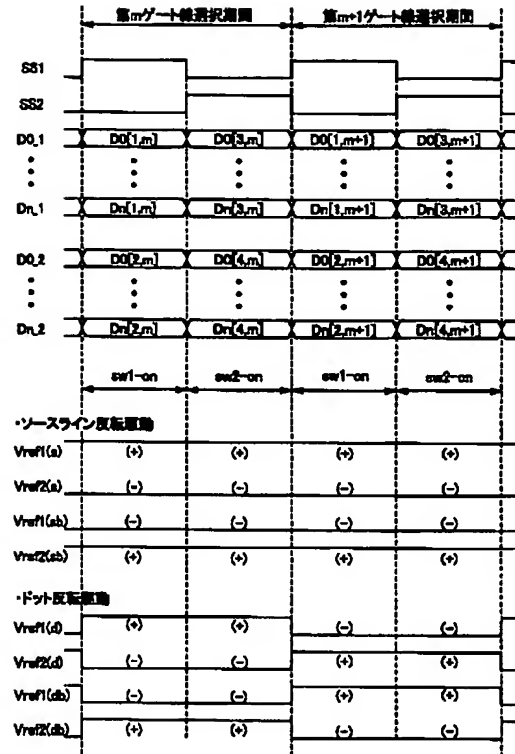 第mゲート線選択期間 第m+1ゲート線選択期間
SS1
SS2
D0_1 D0[1,m] D0[3,m] D0[1,m+1] D0[3,m+1]
Dn_1 Dn[1,m] Dn[3,m] Dn[1,m+1] Dn[3,m+1]
D0_2 D0[2,m] D0[4,m] D0[2,m+1] D0[4,m+1]
Dn_2 Dn[2,m] Dn[4,m] Dn[2,m+1] Dn[4,m+1]
sw1-on sw2-on sw1-on sw2-on
・ソースライン反転駆動
Vref1(s) (+) (+) (+) (+)
Vref2(s) (-) (-) (-) (-)
Vref1(sb) (-) (-) (-) (-)
Vref2(sb) (+) (+) (+) (+)
・ドット反転駆動
Vref1(d) (+) (+) (-) (-)
Vref2(d) (-) (-) (+) (+)
Vref1(db) (-) (-) (+) (+)
Vref2(db) (+) (+) (-) (-)